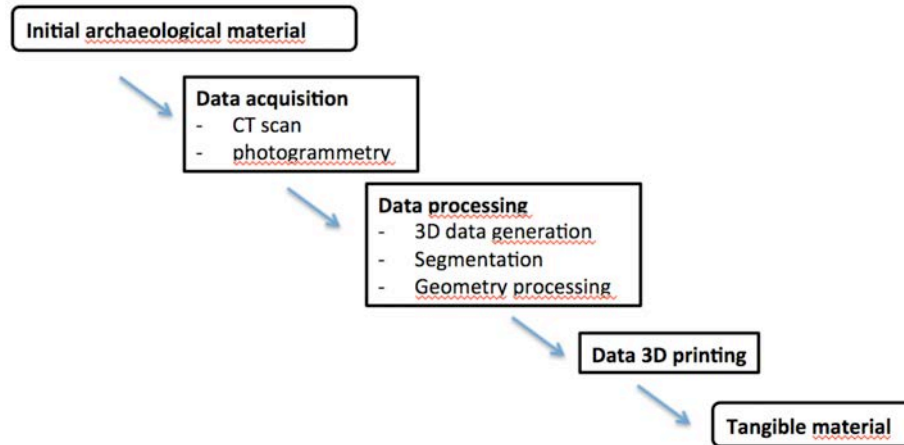 Initial archaeological material
Data acquisition
- CT scan
- photogrammetry
Data processing
- 3D data generation
- Segmentation
- Geometry processing
Data 3D printing
Tangible material